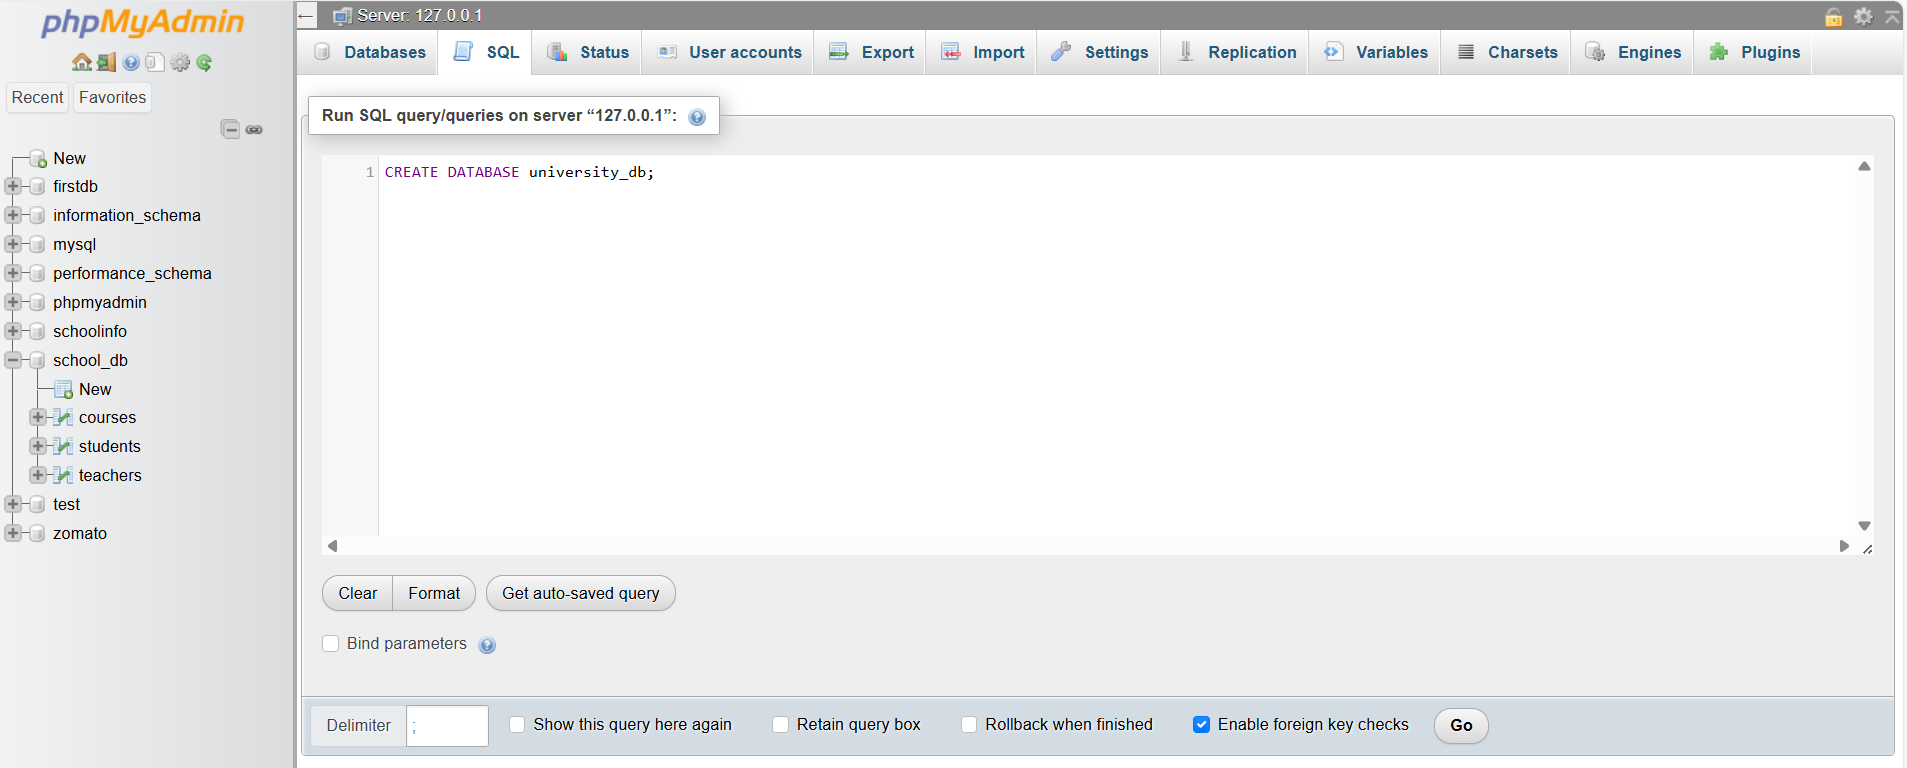 phpMyAdmin
Recent Favorites
New
firstdb
information_schema
mysql
performance_schema
phpmyadmin
schoolinfo
school_db
New
courses
students
teachers
test
zomato
Server: 127.0.0.1
Databases SQL Status User accounts Export Import Settings Replication Variables Charsets Engines Plugins
Run SQL query/queries on server “127.0.0.1”:
1 CREATE DATABASE university_db;
Clear Format Get auto-saved query
Bind parameters
Delimiter ; Show this query here again Retain query box Rollback when finished Enable foreign key checks Go